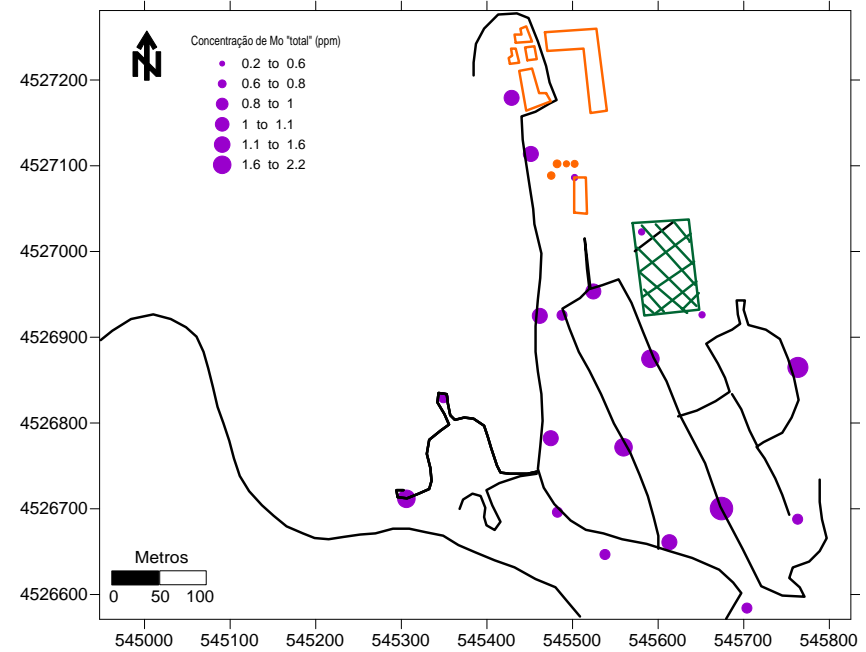 N
Concentração de Mo "total" (ppm)
0.2 to 0.6
0.6 to 0.8
0.8 to 1
1 to 1.1
1.1 to 1.6
1.6 to 2.2
4527200
4527100
4527000
4526900
4526800
4526700
4526600
Metros
0 50 100
545000 545100 545200 545300 545400 545500 545600 545700 545800